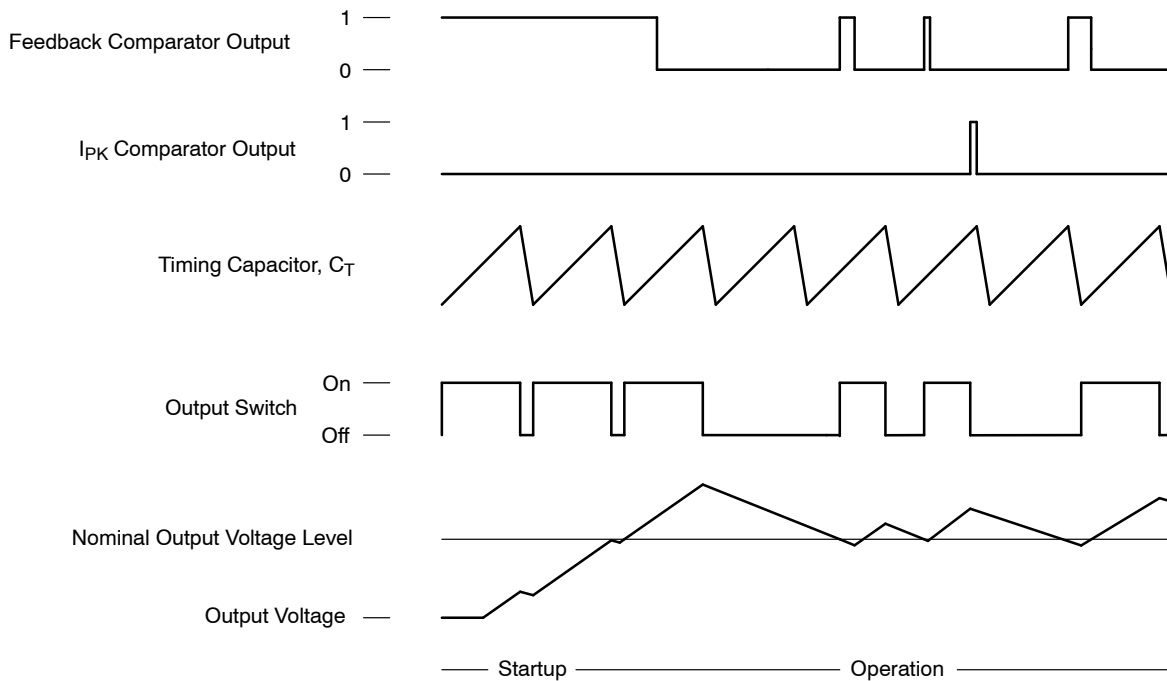 1
Feedback Comparator Output
0
1
IPK Comparator Output
0
Timing Capacitor, CT
On
Output Switch
Off
Nominal Output Voltage Level
Output Voltage
Startup
Operation